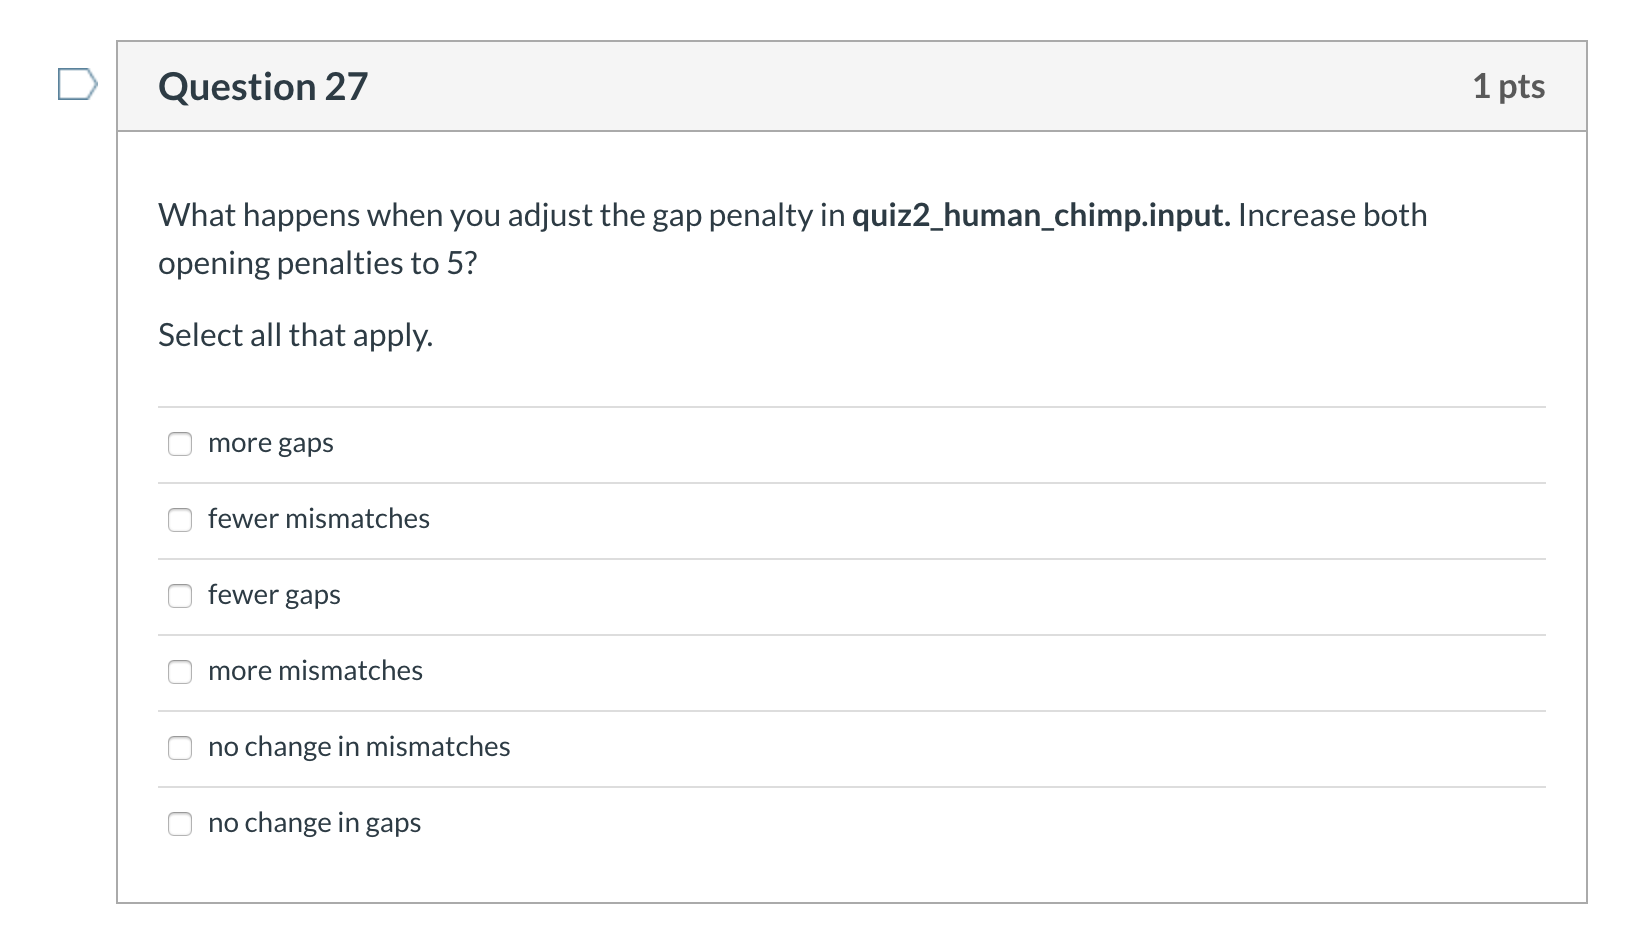 Question 27
1 pts
What happens when you adjust the gap penalty in quiz2_human_chimp.input. Increase both
opening penalties to 5?
Select all that apply.
more gaps
fewer mismatches
fewer gaps
more mismatches
no change in mismatches
no change in gaps